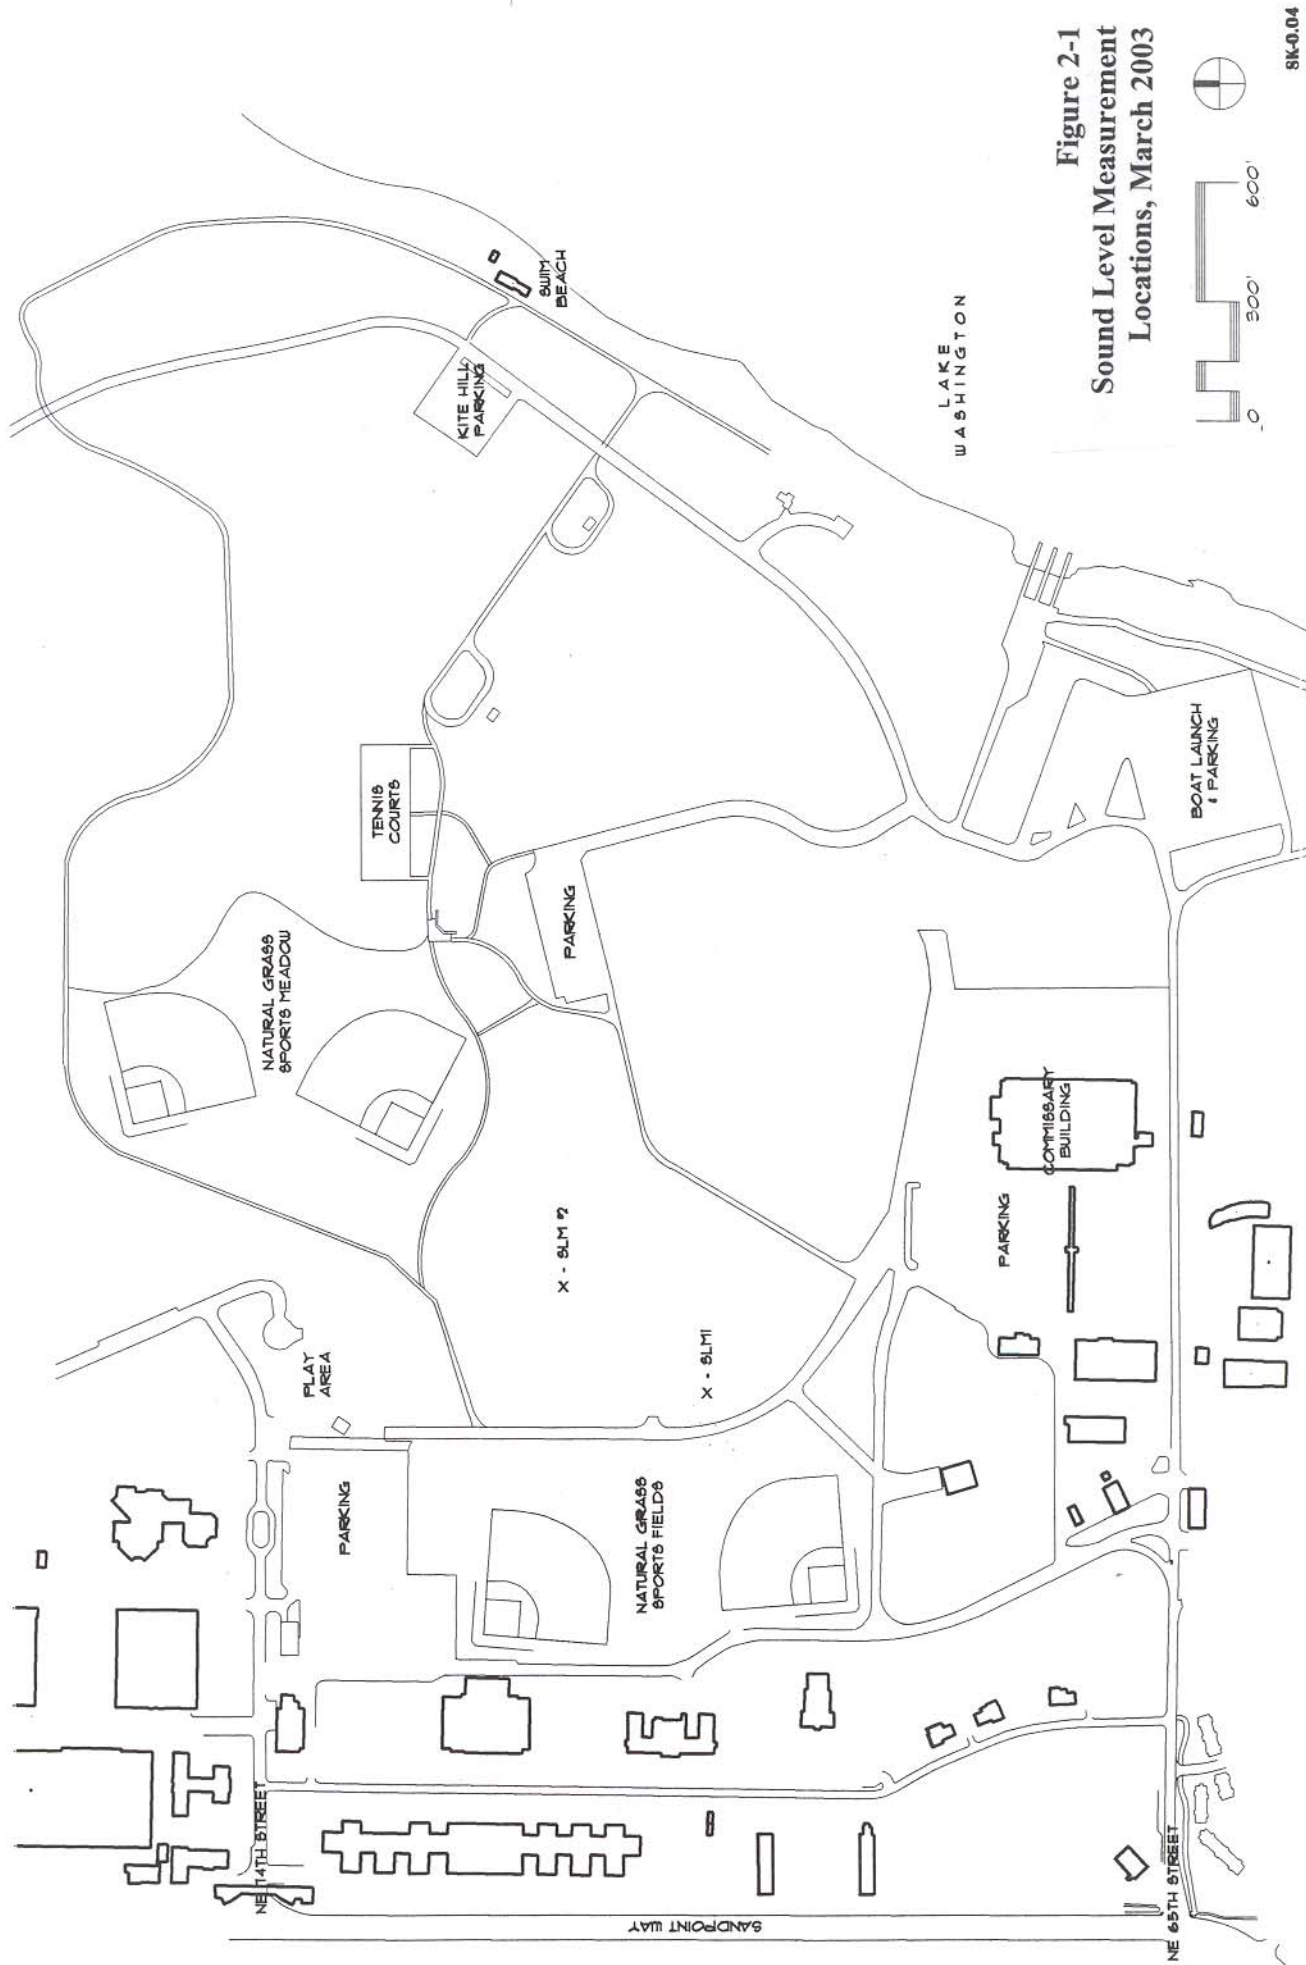 NE 74TH STREET
SANDPOINT WAY
PARKING
PLAY
AREA
NATURAL GRASS
SPORTS MEADOW
TENNIS
COURTS
KITE HILL
PARKING
SWIM
BEACH
X - SLM #2
X - SLM1
PARKING
NATURAL GRASS
SPORTS FIELDS
PARKING
COMMISSARY
BUILDING
BOAT LAUNCH
& PARKING
LAKE
WASHINGTON
NE 65TH STREET
Figure 2-1
Sound Level Measurement
Locations, March 2003
0 300' 600'
SK-0.04